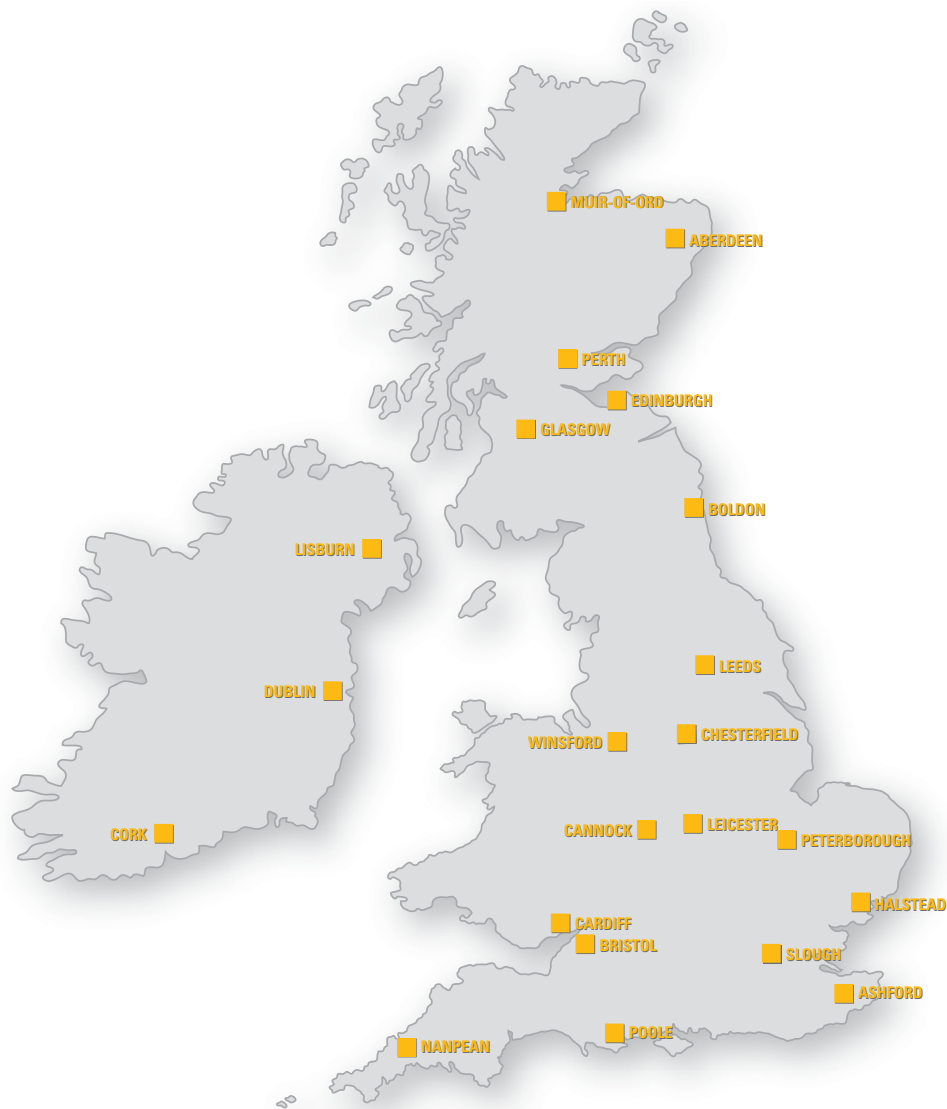 MUIR-OF-ORD
ABERDEEN
PERTH
EDINBURGH
GLASGOW
BOLDON
LISBURN
LEEDS
DUBLIN
CHESTERFIELD
WINSFORD
LEICESTER
CANNOCK
CORK
PETERBOROUGH
HALSTEAD
CARDIFF
BRISTOL
SLOUGH
ASHFORD
POOLE
NANPEAN